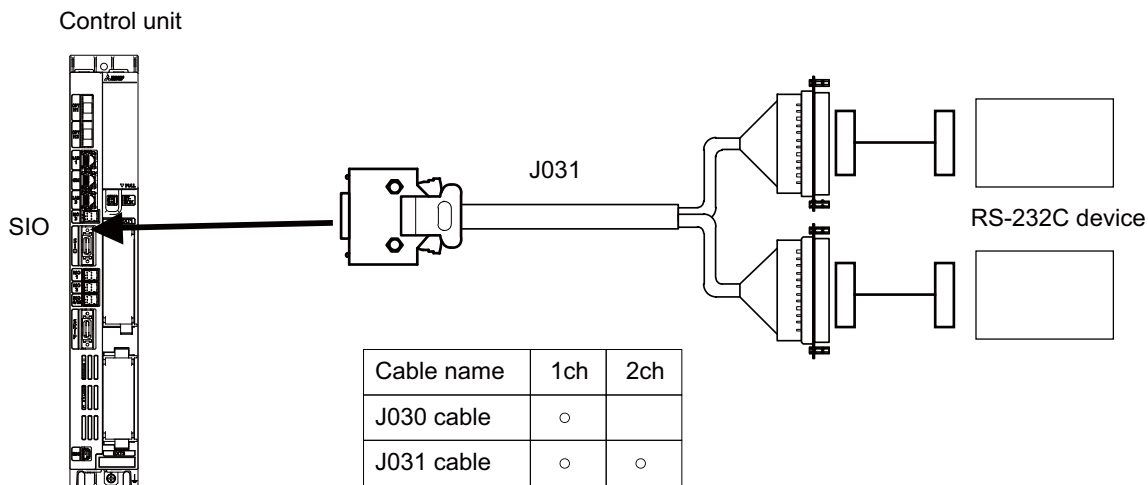 Control unit
SIO
J031
RS-232C device
Cable name 1ch 2ch
J030 cable ○
J031 cable ○ ○